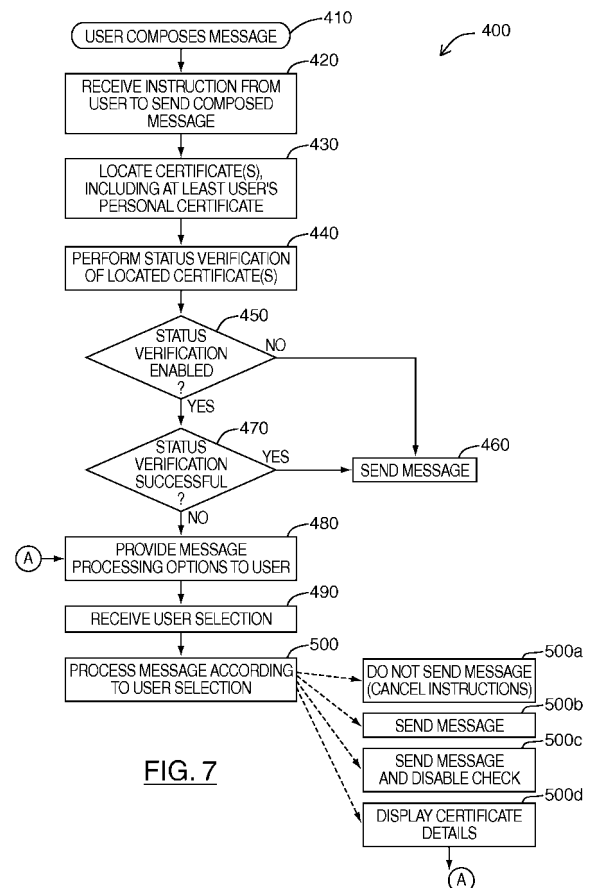 USER COMPOSES MESSAGE
410
400
420
RECEIVE INSTRUCTION FROM
USER TO SEND COMPOSED
MESSAGE
430
LOCATE CERTIFICATE(S),
INCLUDING AT LEAST USER'S
PERSONAL CERTIFICATE
440
PERFORM STATUS VERIFICATION
OF LOCATED CERTIFICATE(S)
450
STATUS
VERIFICATION
ENABLED
?
NO
YES
470
STATUS
VERIFICATION
SUCCESSFUL
?
YES
460
SEND MESSAGE
NO
480
A
PROVIDE MESSAGE
PROCESSING OPTIONS TO USER
490
RECEIVE USER SELECTION
500
PROCESS MESSAGE ACCORDING
TO USER SELECTION
500a
DO NOT SEND MESSAGE
(CANCEL INSTRUCTIONS)
500b
SEND MESSAGE
500c
SEND MESSAGE
AND DISABLE CHECK
500d
DISPLAY CERTIFICATE
DETAILS
A
FIG. 7